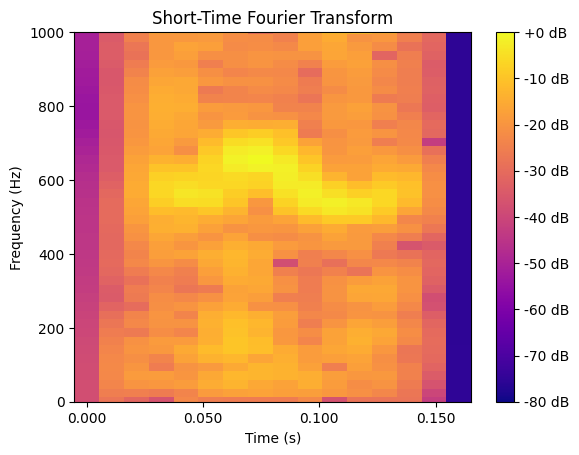 Short-Time Fourier Transform
1000
800
600
400
200
0
Frequency (Hz)
0.000
0.050
0.100
0.150
Time (s)
+0 dB
-10 dB
-20 dB
-30 dB
-40 dB
-50 dB
-60 dB
-70 dB
-80 dB